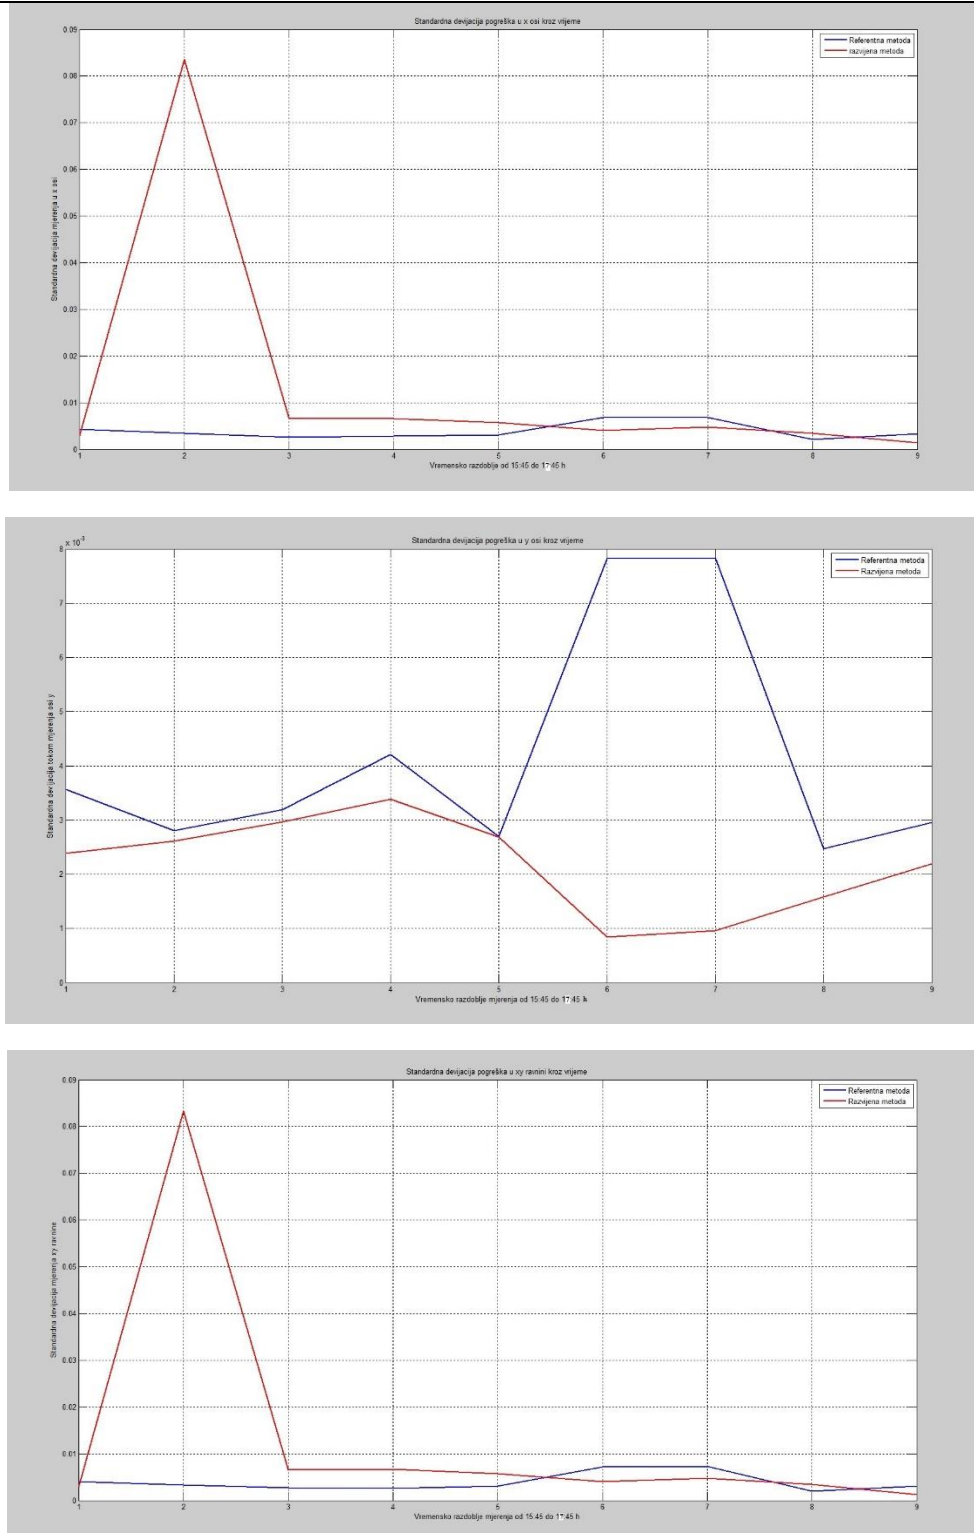 Standardna devijacija pogreška u x osi kroz vrijeme
Referentna metoda
razvijena metoda
Standardna devijacija mjerenja u x osi
0.09
0.08
0.07
0.06
0.05
0.04
0.03
0.02
0.01
0
1 2 3 4 5 6 7 8 9
Vremensko razdoblje od 15:45 do 17:45 h
Standardna devijacija pogreška u y osi kroz vrijeme
x 10^-3
Referentna metoda
Razvijena metoda
Standardna devijacija tokom mjerenja osi y
8
7
6
5
4
3
2
1
0
1 2 3 4 5 6 7 8 9
Vremensko razdoblje mjerenja od 15:45 do 17:45 h
Standardna devijacija pogreška u xy ravnini kroz vrijeme
Referentna metoda
Razvijena metoda
Standardna devijacija mjerenja xy ravnine
0.09
0.08
0.07
0.06
0.05
0.04
0.03
0.02
0.01
0
1 2 3 4 5 6 7 8 9
Vremensko razdoblje mjerenja od 15:45 do 17:45 h